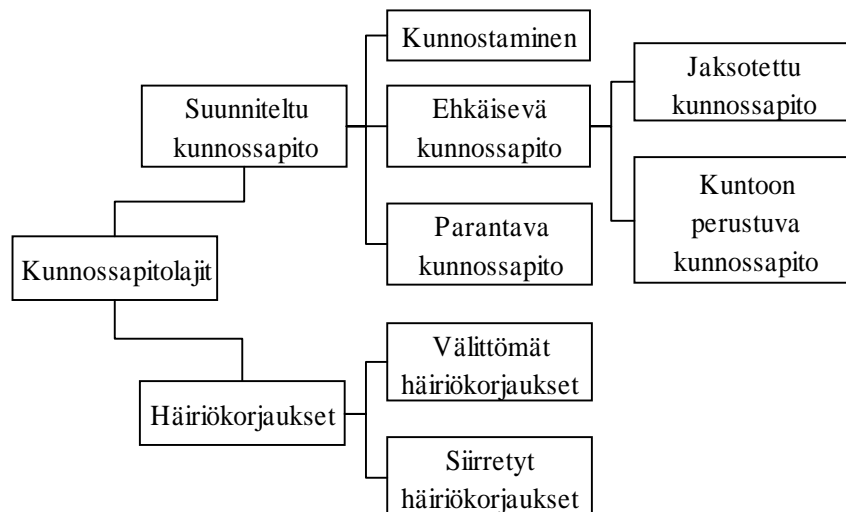 Kunnossapitolajit
Suunniteltu
kunnossapito
Kunnostaminen
Ehkäisevä
kunnossapito
Jaksotettu
kunnossapito
Kuntoon
perustuva
kunnossapito
Parantava
kunnossapito
Häiriökorjaukset
Välittömät
häiriökorjaukset
Siirretyt
häiriökorjaukset